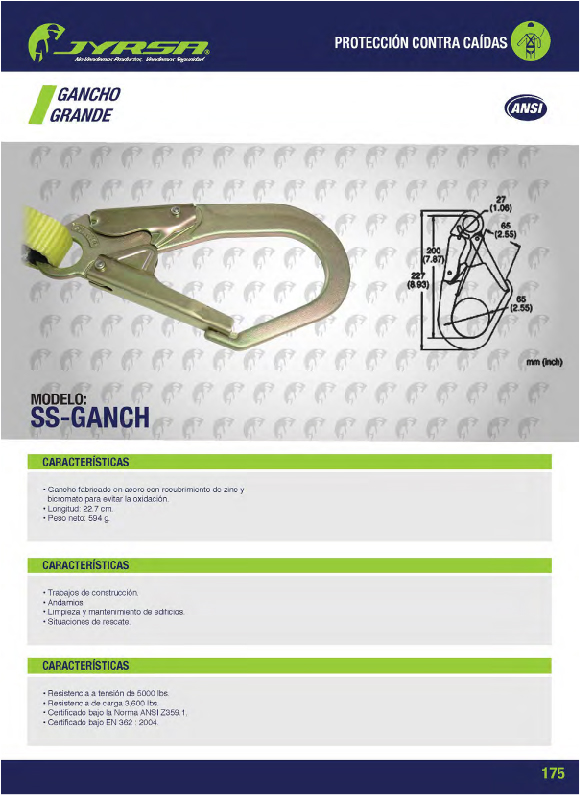 JYRSA®
No Vendemos Productos, Vendemos Seguridad
PROTECCIÓN CONTRA CAÍDAS
GANCHO
GRANDE
ANSI
27
(1.06)
65
(2.55)
200
(7.87)
227
(8.93)
65
(2.55)
mm (inch)
MODELO:
SS-GANCH
CARACTERÍSTICAS
• Gancho fabricado en acero con recubrimiento de zinc y
bicromato para evitar la oxidación.
• Longitud: 22.7 cm.
• Peso neto: 594 g.
CARACTERÍSTICAS
• Trabajos de construcción.
• Andamios
• Limpieza y mantenimiento de edificios.
• Situaciones de rescate.
CARACTERÍSTICAS
• Resistencia a tensión de 5000 lbs.
• Resistencia de carga 3,600 lbs.
• Certificado bajo la Norma ANSI Z359.1.
• Certificado bajo EN 362 : 2004.
175